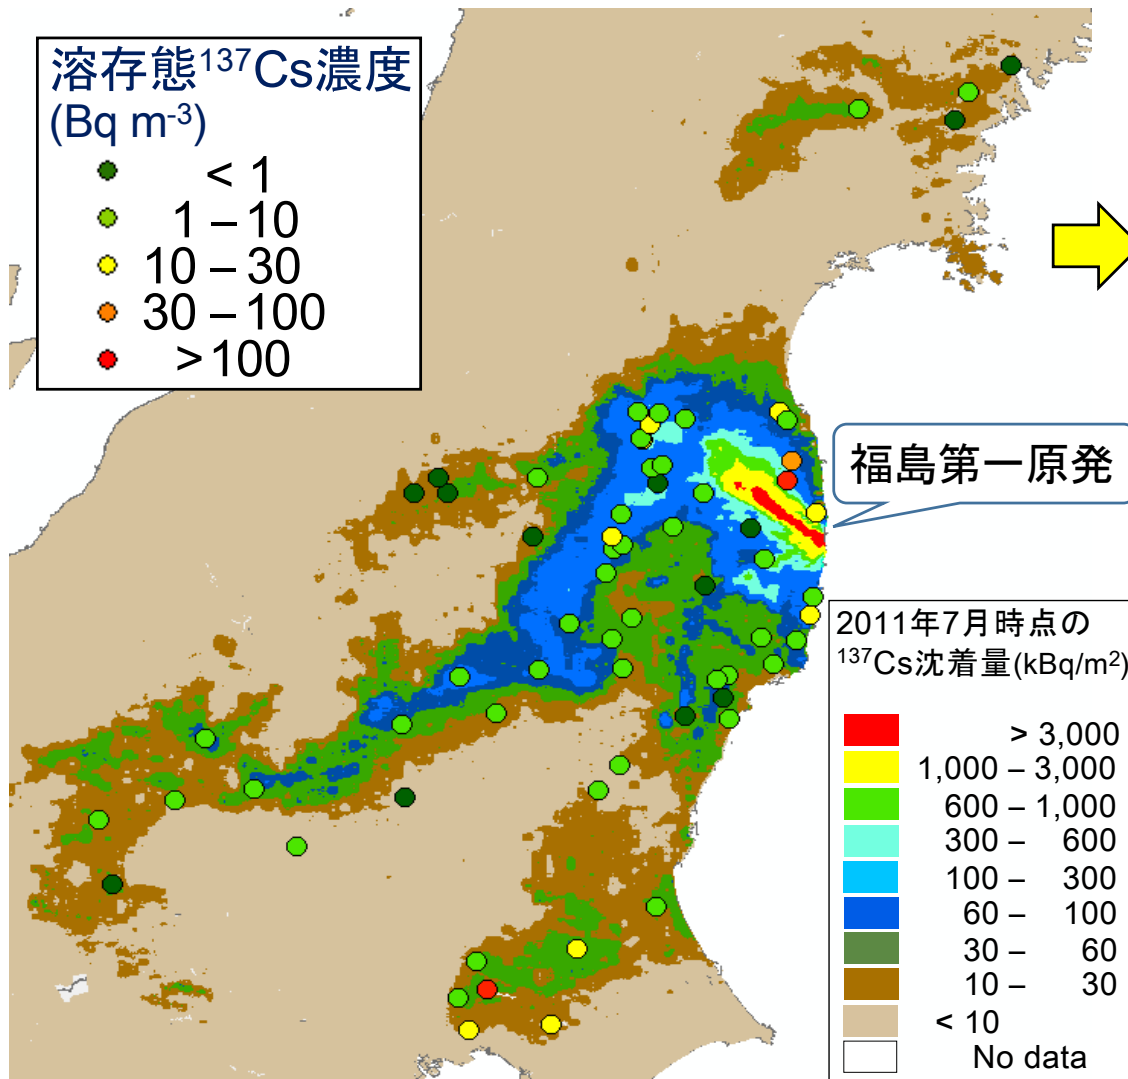 溶存態¹³⁷Cs濃度
(Bq m⁻³)
< 1
1 – 10
10 – 30
30 – 100
> 100
福島第一原発
2011年7月時点の
¹³⁷Cs沈着量(kBq/m²)
> 3,000
1,000 – 3,000
600 – 1,000
300 – 600
100 – 300
60 – 100
30 – 60
10 – 30
< 10
No data